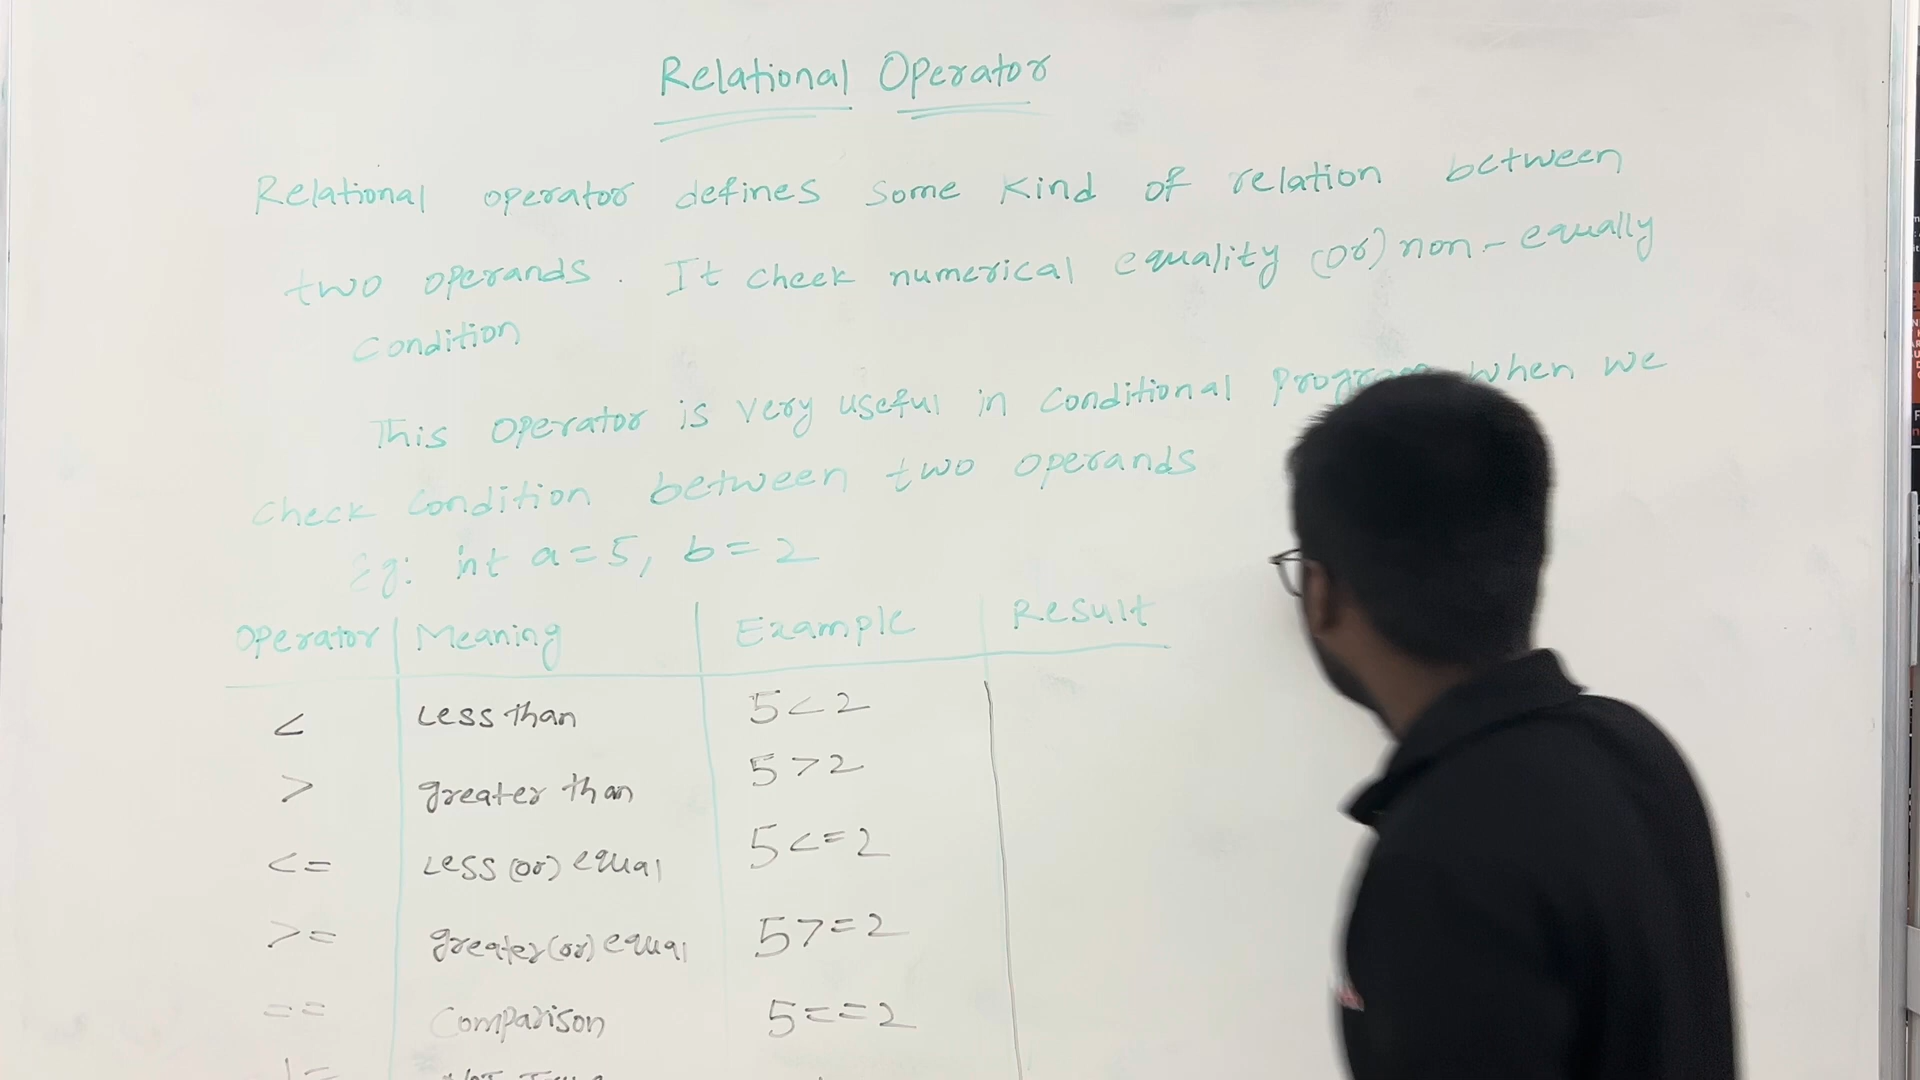 Relational Operator
Relational operator defines some kind of relation between
two operands. It check numerical equality (or) non-equally
condition
This operator is very useful in conditional when we
check condition between two operands
Eg: int a=5, b=2
Operator Meaning Example Result
< Less than 5<2
> greater than 5>2
<= Less (or) equal 5<=2
>= greater (or) equal 5>=2
== Comparison 5==2
!=